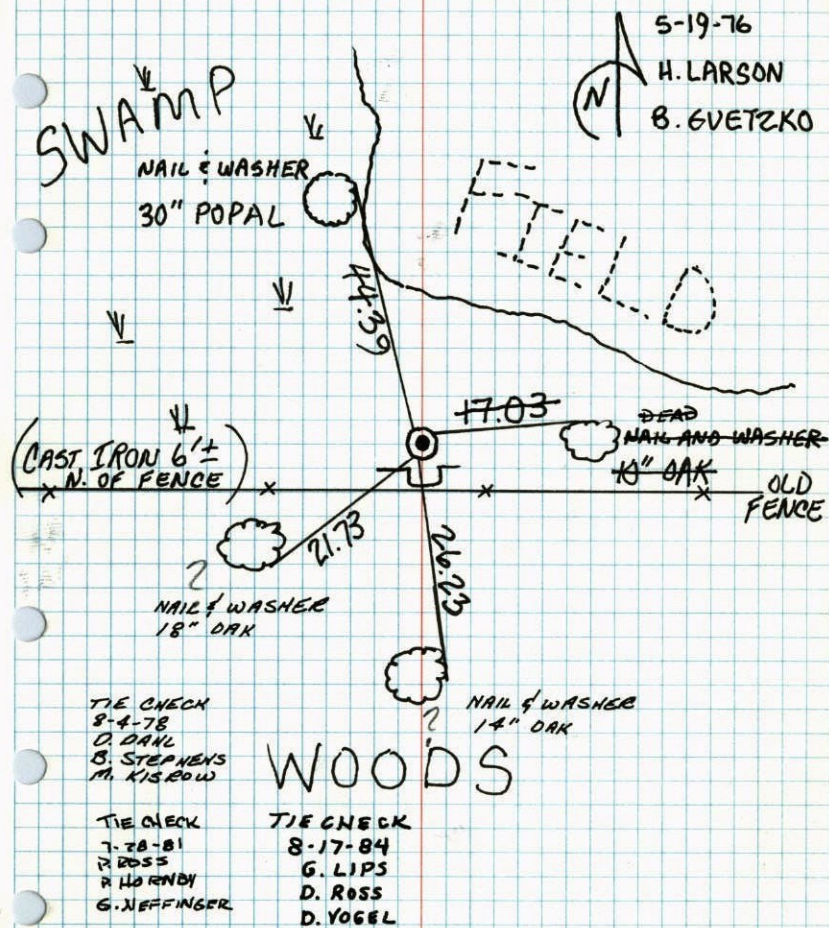 5-19-76
H. LARSON
B. GVETZKO
N
SWAMP
NAIL & WASHER
30" POPAL
FIELD
44.39
17.03
DEAD
NAIL AND WASHER
10" OAK
(CAST IRON 6'±
N. OF FENCE)
OLD
FENCE
21.73
26.23
?
NAIL & WASHER
18" OAK
?
NAIL & WASHER
14" OAK
WOODS
TIE CHECK
8-4-78
D. DAHL
B. STEPHENS
M. KISROW
TIE CHECK
7-28-81
P. ROSS
P. HORNBY
G. NEFFINGER
TIE CHECK
8-17-84
G. LIPS
D. ROSS
D. VOGEL